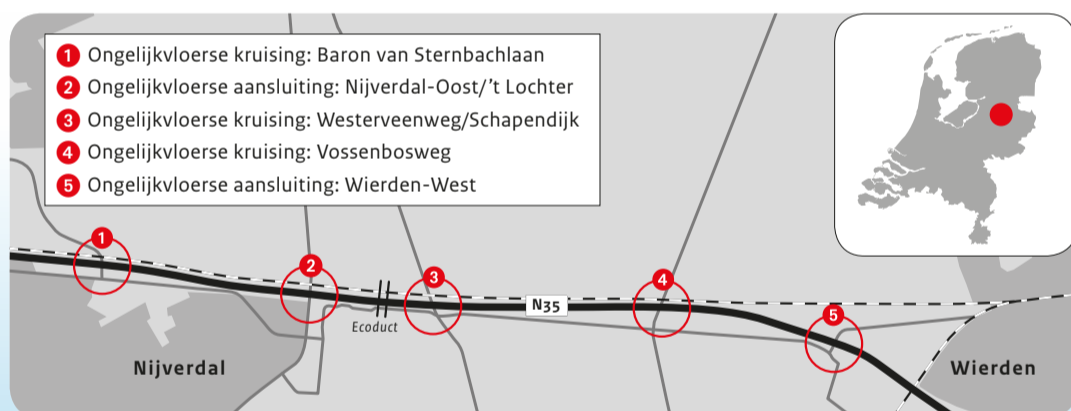 1 Ongelijkvloerse kruising: Baron van Sternbachlaan
2 Ongelijkvloerse aansluiting: Nijverdal-Oost/'t Lochter
3 Ongelijkvloerse kruising: Westerveenweg/Schapendijk
4 Ongelijkvloerse kruising: Vossenbosweg
5 Ongelijkvloerse aansluiting: Wierden-West
1
2
3
4
5
N35
Ecoduct
Nijverdal
Wierden